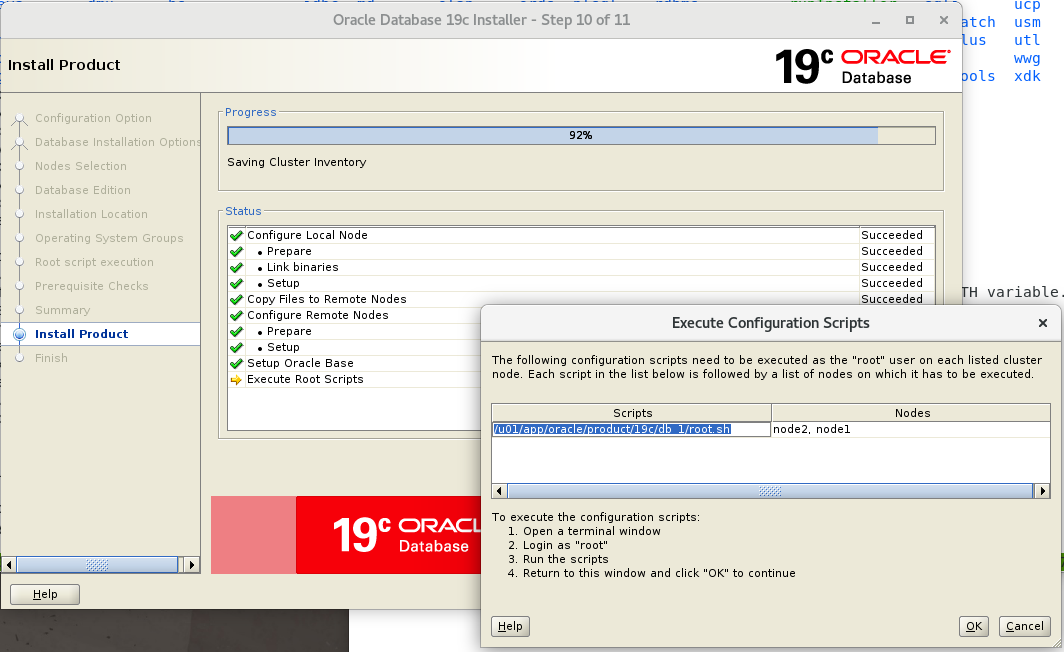 Oracle Database 19c Installer - Step 10 of 11
ucp
atch usm
lus utl
wwg
ools xdk
Install Product
19c ORACLE
Database
Configuration Option
Database Installation Options
Nodes Selection
Database Edition
Installation Location
Operating System Groups
Root script execution
Prerequisite Checks
Summary
Install Product
Finish
Progress
92%
Saving Cluster Inventory
Status
Configure Local Node Succeeded
• Prepare Succeeded
• Link binaries Succeeded
• Setup Succeeded
Copy Files to Remote Nodes Succeeded
Configure Remote Nodes
• Prepare
• Setup
Setup Oracle Base
Execute Root Scripts
TH variable.
19c ORACL
Database
Help
Execute Configuration Scripts
The following configuration scripts need to be executed as the "root" user on each listed cluster
node. Each script in the list below is followed by a list of nodes on which it has to be executed.
Scripts Nodes
/u01/app/oracle/product/19c/db_1/root.sh node2, node1
To execute the configuration scripts:
1. Open a terminal window
2. Login as "root"
3. Run the scripts
4. Return to this window and click "OK" to continue
Help OK Cancel